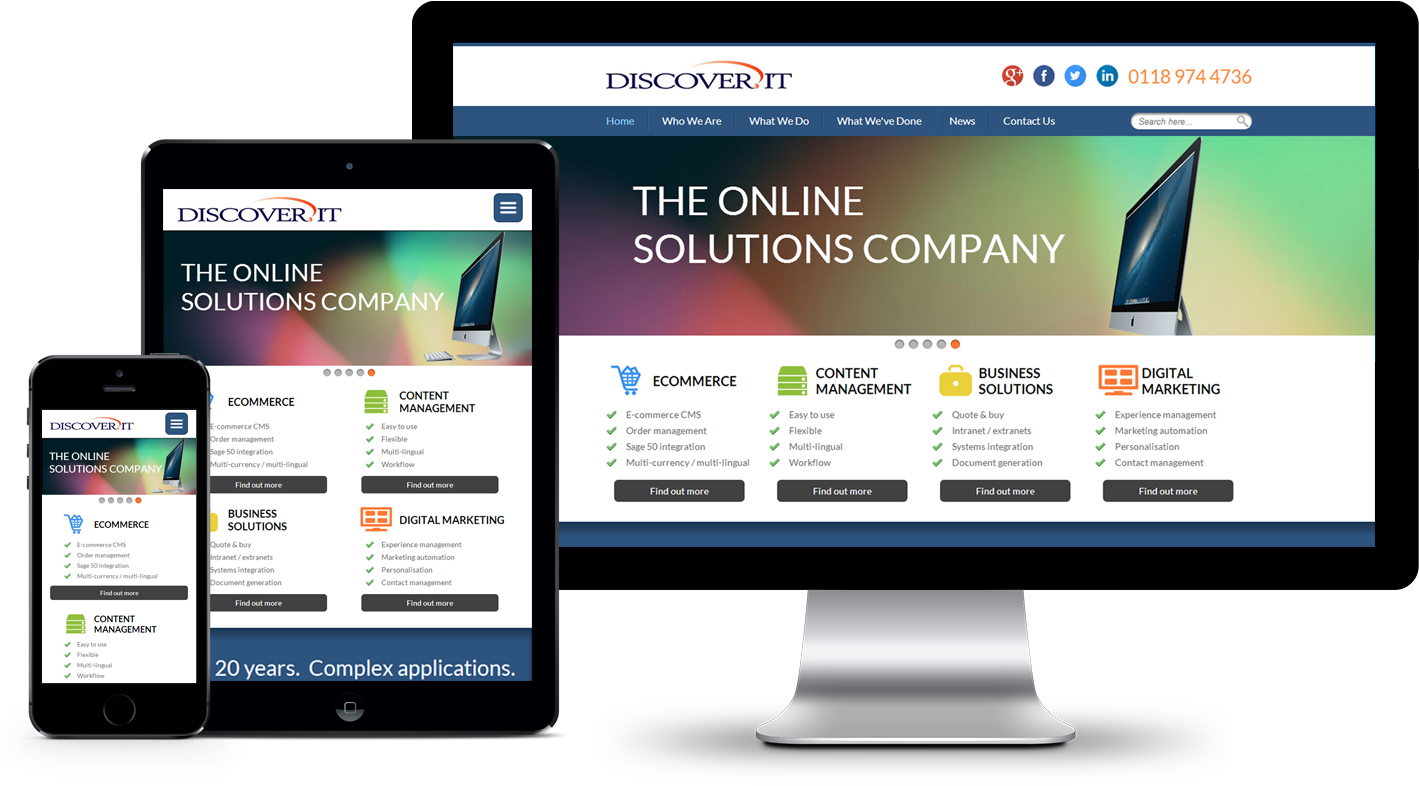 DISCOVER IT
g+ f in 0118 974 4736
Home Who We Are What We Do What We've Done News Contact Us Search here...
THE ONLINE
SOLUTIONS COMPANY
ECOMMERCE
E-commerce CMS
Order management
Sage 50 integration
Multi-currency / multi-lingual
Find out more
CONTENT
MANAGEMENT
Easy to use
Flexible
Multi-lingual
Workflow
Find out more
BUSINESS
SOLUTIONS
Quote & buy
Intranet / extranets
Systems integration
Document generation
Find out more
DIGITAL
MARKETING
Experience management
Marketing automation
Personalisation
Contact management
Find out more
DISCOVER IT
THE ONLINE
SOLUTIONS COMPANY
ECOMMERCE
E-commerce CMS
Order management
Sage 50 integration
Multi-currency / multi-lingual
Find out more
CONTENT
MANAGEMENT
Easy to use
Flexible
Multi-lingual
Workflow
Find out more
BUSINESS
SOLUTIONS
Quote & buy
Intranet / extranets
Systems integration
Document generation
Find out more
DIGITAL MARKETING
Experience management
Marketing automation
Personalisation
Contact management
Find out more
20 years. Complex applications.
DISCOVER IT
THE ONLINE
SOLUTIONS COMPANY
ECOMMERCE
E-commerce CMS
Order management
Sage 50 integration
Multi-currency / multi-lingual
Find out more
CONTENT
MANAGEMENT
Easy to use
Flexible
Multi-lingual
Workflow